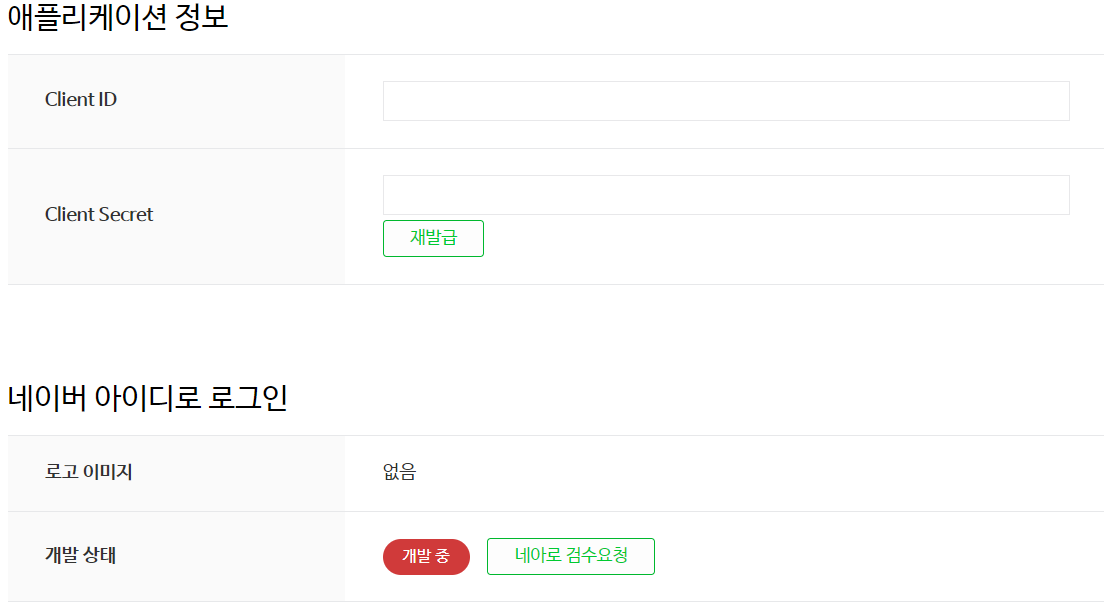 애플리케이션 정보
Client ID
Client Secret
재발급
네이버 아이디로 로그인
로고 이미지 없음
개발 상태 개발 중 네아로 검수요청